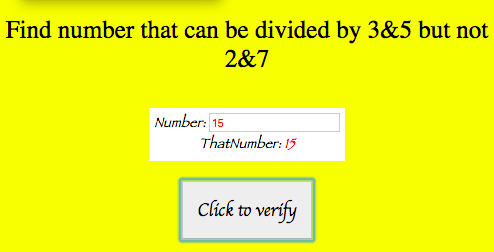 Find number that can be divided by 3&5 but not
2&7
Number: 15
ThatNumber: 15
Click to verify